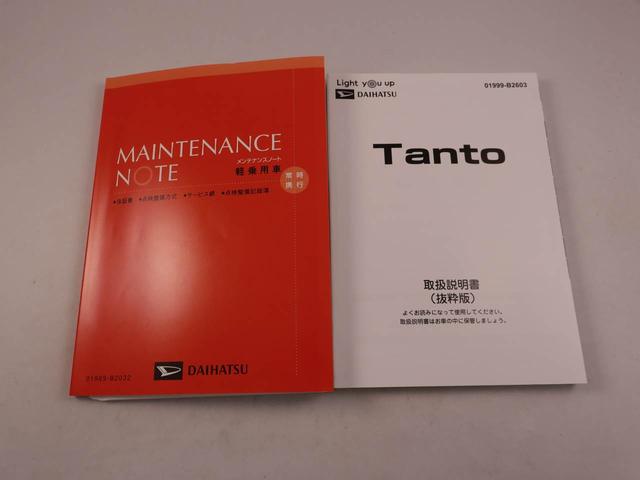 MAINTENANCE
NOTE
メンテナンスノート
軽乗用車
常時
携行
●保証書 ●点検整備方式 ●サービス網 ●点検整備記録簿
01999-B2032
DAIHATSU
Light you up
DAIHATSU
01999-B2603
Tanto
取扱説明書
（抜粋版）
よくお読みになって使用してください。
取扱説明書はお車の中に保管しましょう。